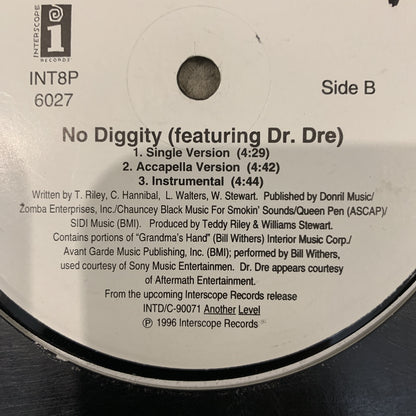 INTERSCOPE
i
RECORDS
INT8P
6027
Side B
No Diggity (featuring Dr. Dre)
1. Single Version (4:29)
2. Accapella Version (4:42)
3. Instrumental (4:44)
Written by T. Riley, C. Hannibal, L. Walters, W. Stewart. Published by Donril Music/
Zomba Enterprises, Inc./Chauncey Black Music For Smokin' Sounds/Queen Pen (ASCAP)/
SIDI Music (BMI). Produced by Teddy Riley & Williams Stewart.
Contains portions of "Grandma's Hand" (Bill Withers) Interior Music Corp./
Avant Garde Music Publishing, Inc. (BMI); performed by Bill Withers,
used courtesy of Sony Music Entertainmen. Dr. Dre appears courtesy
of Aftermath Entertainment.
From the upcoming Interscope Records release
INTD/C-90071 Another Level
℗ 1996 Interscope Records